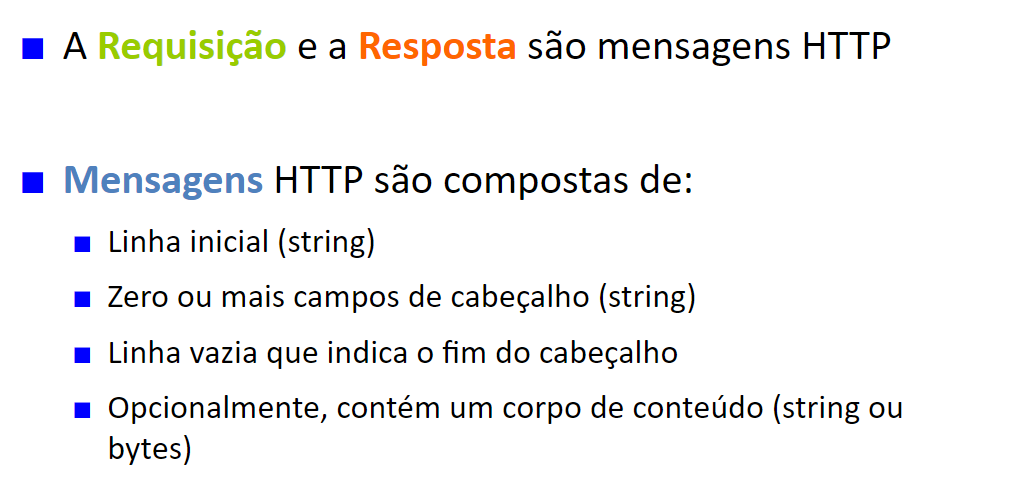 A Requisição e a Resposta são mensagens HTTP
Mensagens HTTP são compostas de:
Linha inicial (string)
Zero ou mais campos de cabeçalho (string)
Linha vazia que indica o fim do cabeçalho
Opcionalmente, contém um corpo de conteúdo (string ou
bytes)